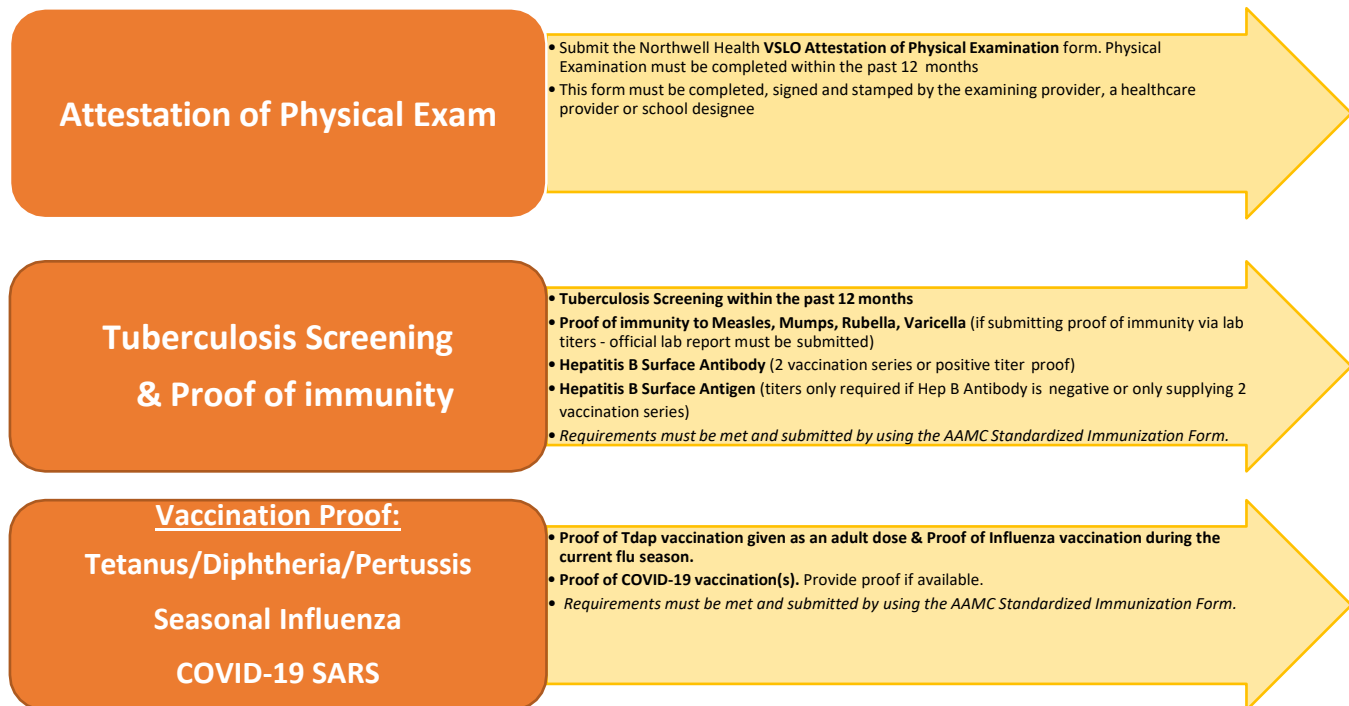 Attestation of Physical Exam
• Submit the Northwell Health VSLO Attestation of Physical Examination form. Physical
Examination must be completed within the past 12 months
• This form must be completed, signed and stamped by the examining provider, a healthcare
provider or school designee
Tuberculosis Screening
& Proof of immunity
• Tuberculosis Screening within the past 12 months
• Proof of immunity to Measles, Mumps, Rubella, Varicella (if submitting proof of immunity via lab
titers - official lab report must be submitted)
• Hepatitis B Surface Antibody (2 vaccination series or positive titer proof)
• Hepatitis B Surface Antigen (titers only required if Hep B Antibody is negative or only supplying 2
vaccination series)
• Requirements must be met and submitted by using the AAMC Standardized Immunization Form.
Vaccination Proof:
Tetanus/Diphtheria/Pertussis
Seasonal Influenza
COVID-19 SARS
• Proof of Tdap vaccination given as an adult dose & Proof of Influenza vaccination during the
current flu season.
• Proof of COVID-19 vaccination(s). Provide proof if available.
• Requirements must be met and submitted by using the AAMC Standardized Immunization Form.